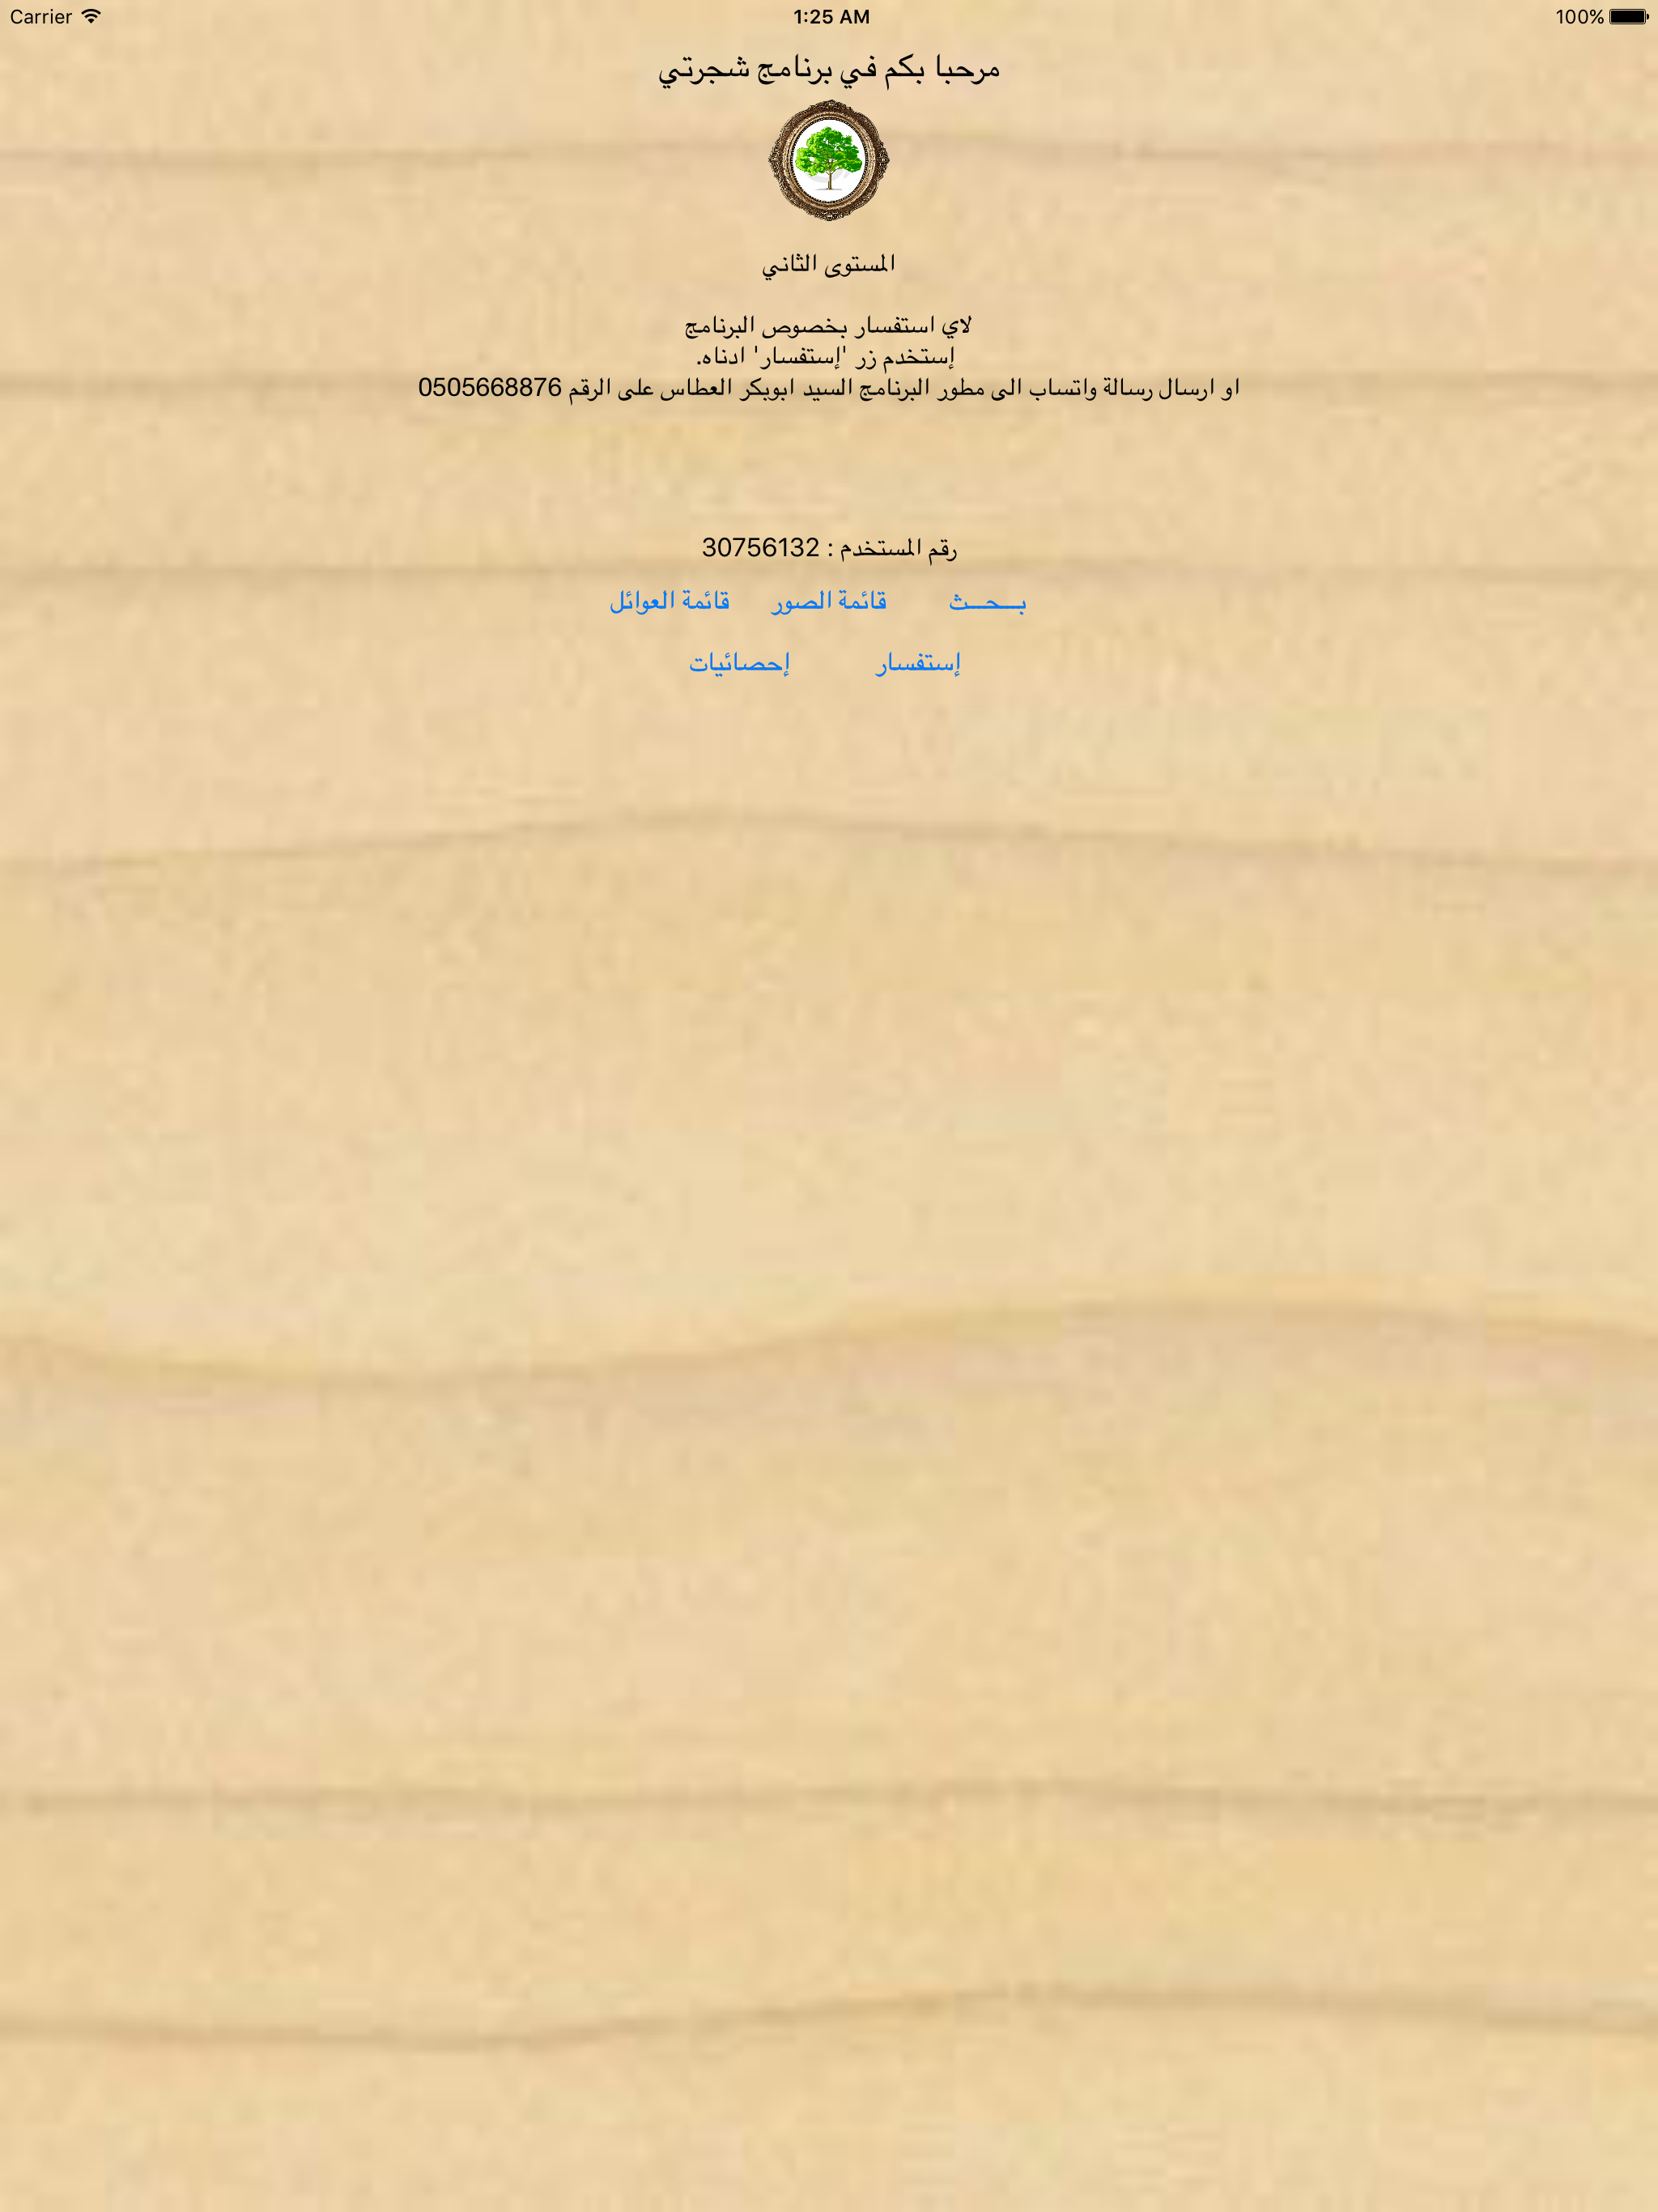 Carrier 1:25 AM 100%
مرحبا بكم في برنامج شجرتي
المستوى الثاني
لاي استفسار بخصوص البرنامج
إستخدم زر 'إستفسار' ادناه.
او ارسال رسالة واتساب الى مطور البرنامج السيد ابوبكر العطاس على الرقم 0505668876
رقم المستخدم : 30756132
بـــحـــث قائمة الصور قائمة العوائل
إستفسار إحصائيات